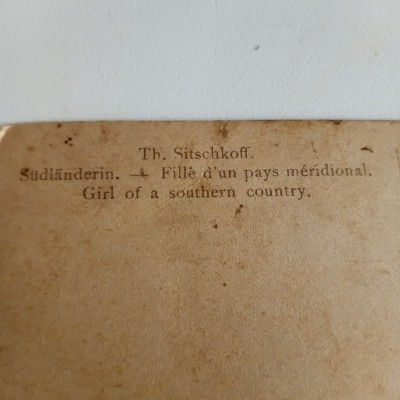 Th. Sitschkoff.
Südländerin. — Fille d'un pays méridional.
Girl of a southern country.